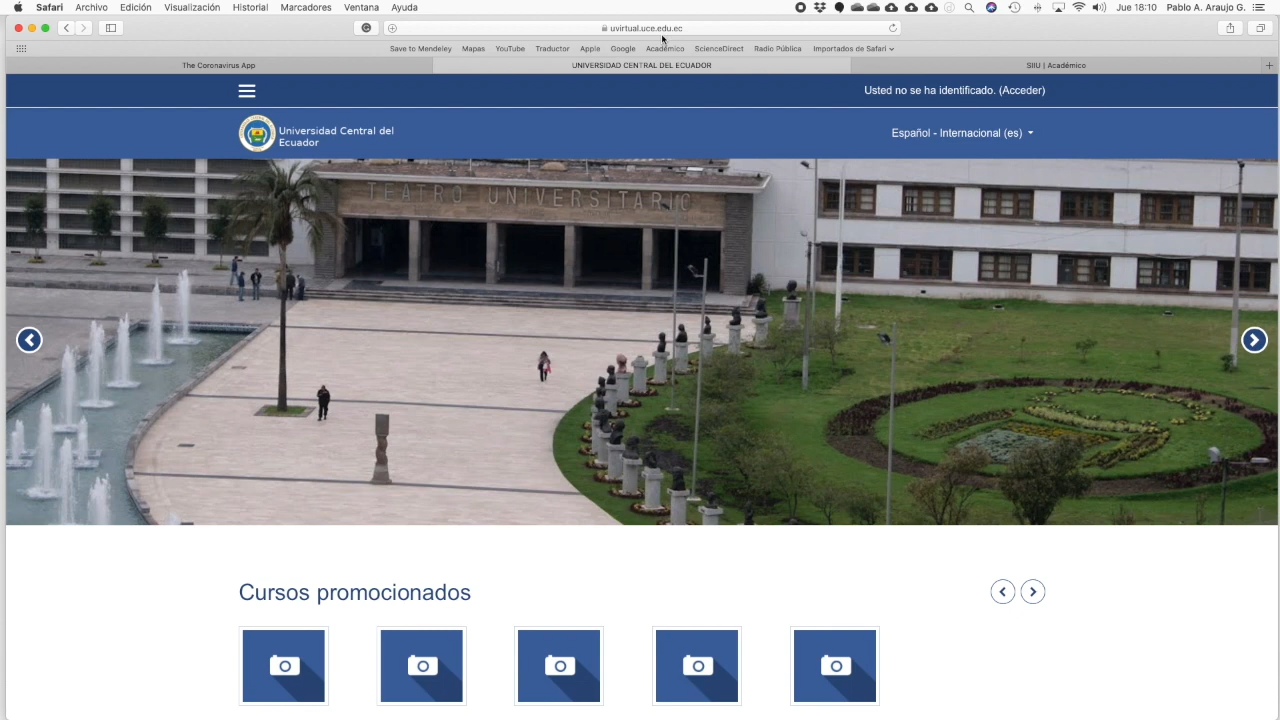 Safari Archivo Edición Visualización Historial Marcadores Ventana Ayuda Jue 18:10 Pablo A. Araujo G.
uvirtual.uce.edu.ec
Save to Mendeley Mapas YouTube Traductor Apple Google Académico ScienceDirect Radio Pública Importados de Safari
The Coronavirus App UNIVERSIDAD CENTRAL DEL ECUADOR SIIU | Académico
Usted no se ha identificado. (Acceder)
Universidad Central del
Ecuador
Español - Internacional (es)
TEATRO UNIVERSITARIO
Cursos promocionados